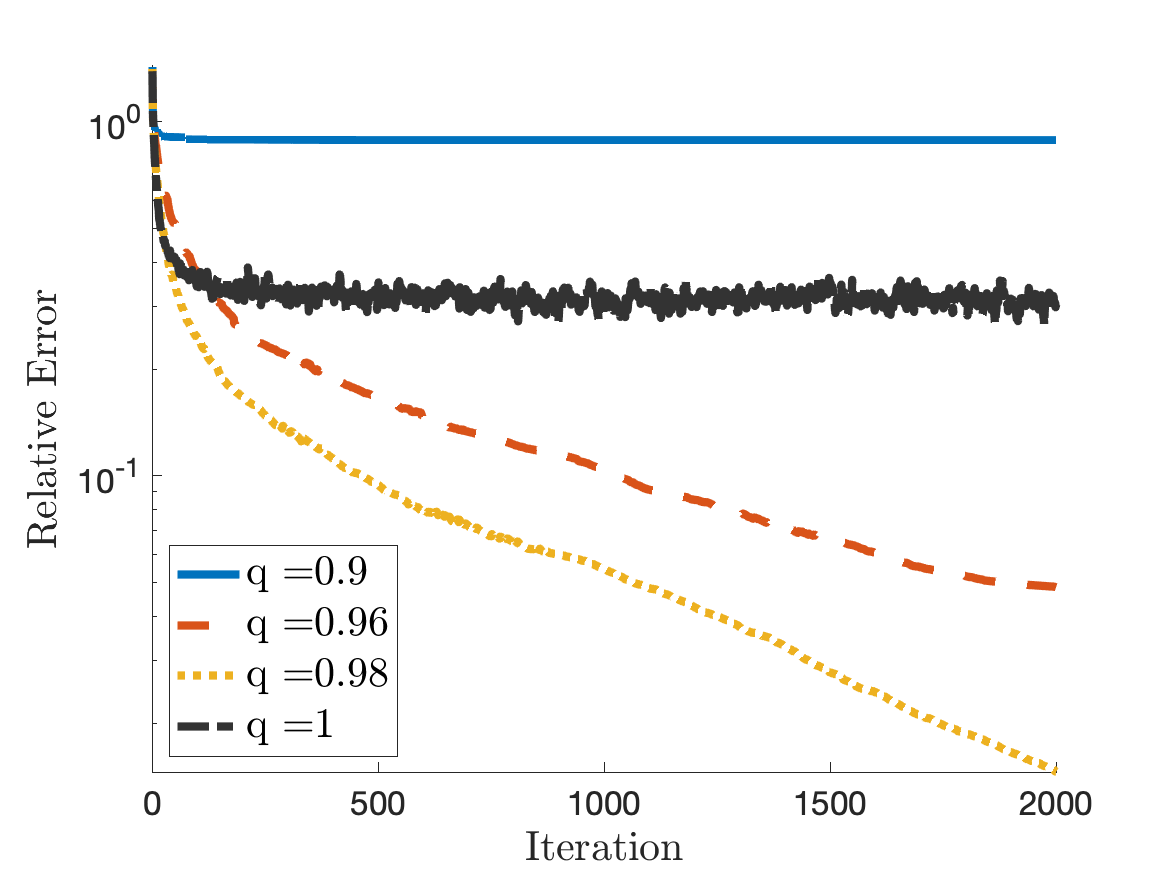 10^0
10^-1
Relative Error
q =0.9
q =0.96
q =0.98
q =1
0 500 1000 1500 2000
Iteration